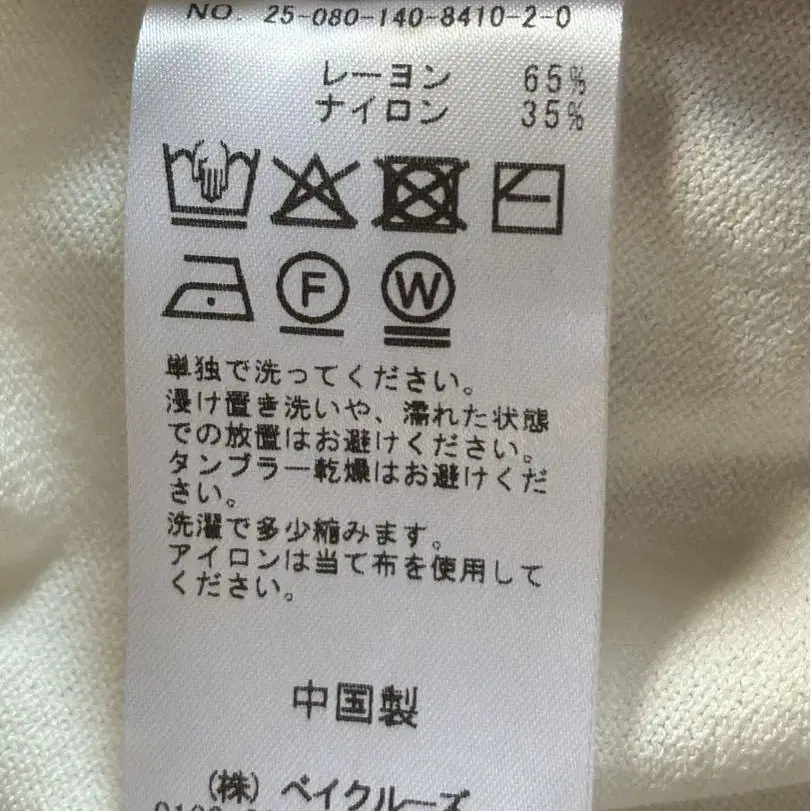 NO. 25-080-140-8410-2-0
レーヨン 65%
ナイロン 35%
F W
単独で洗ってください。
浸け置き洗いや、濡れた状態
での放置はお避けください。
タンブラー乾燥はお避けくだ
さい。
洗濯で多少縮みます。
アイロンは当て布を使用して
ください。
中国製
(株) ベイクルーズ